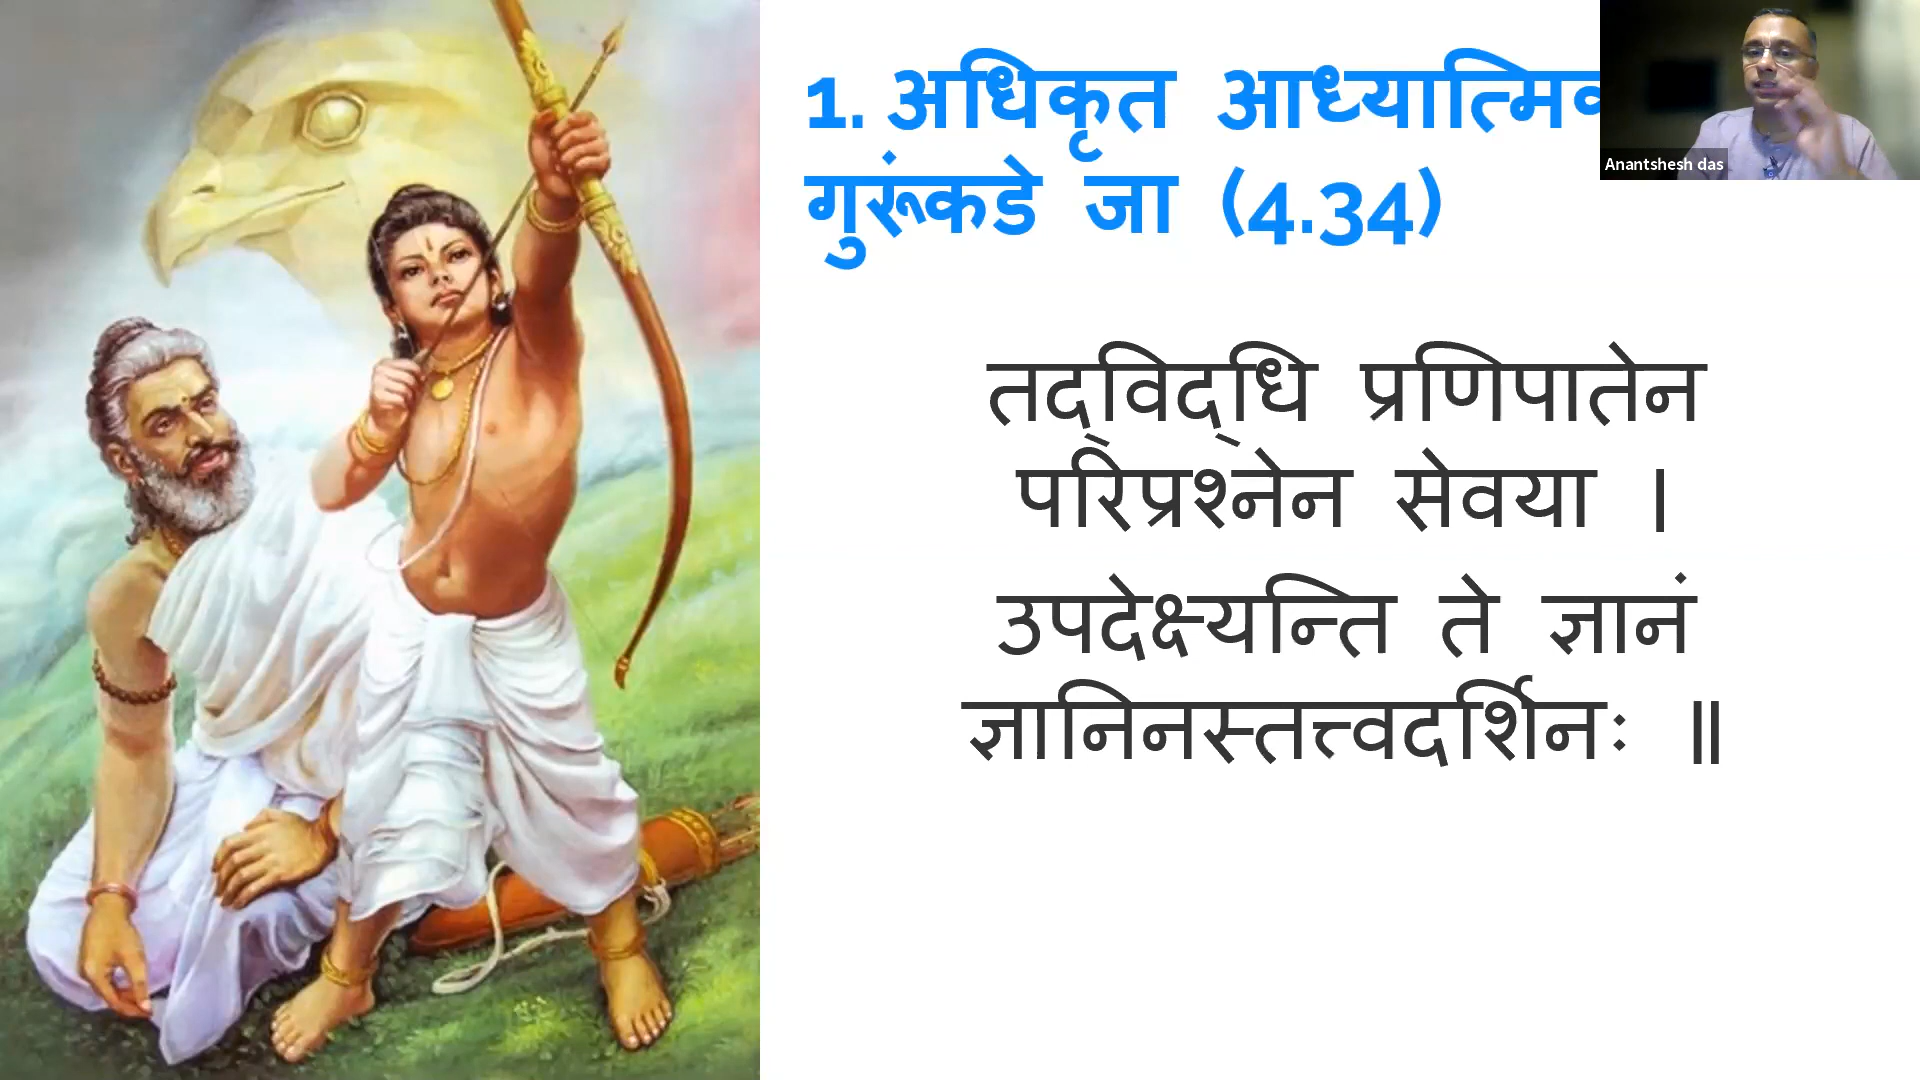 1. अधिकृत आध्यात्मिक
गुरूंकडे जा (4.34)
तद्‌विद्‌धि प्रणिपातेन
परिप्रश्नेन सेवया |
उपदेक्ष्यन्ति ते ज्ञानं
ज्ञानिनस्तत्त्वदर्शिनः ॥
Anantshesh das